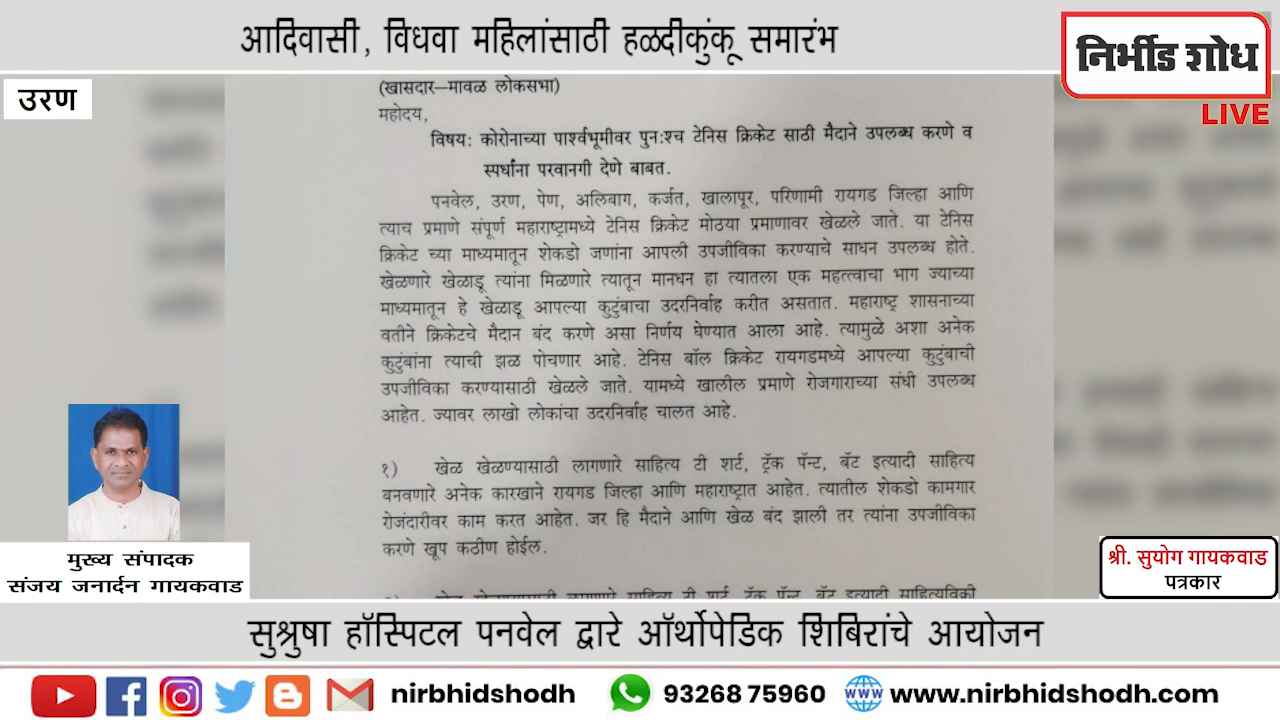 आदिवासी, विधवा महिलांसाठी हळदीकुंकू समारंभ
निर्भीड शोध
LIVE
उरण
(खासदार–मावळ लोकसभा)
महोदय,
विषय: कोरोनाच्या पार्श्वभूमीवर पुन:श्च टेनिस क्रिकेट साठी मैदाने उपलब्ध करणे व
स्पर्धांना परवानगी देणे बाबत.
पनवेल, उरण, पेण, अलिबाग, कर्जत, खालापूर, परिणामी रायगड जिल्हा आणि
त्याच प्रमाणे संपूर्ण महाराष्ट्रामध्ये टेनिस क्रिकेट मोठया प्रमाणावर खेळले जाते. या टेनिस
क्रिकेट च्या माध्यमातून शेकडो जणांना आपली उपजीविका करण्याचे साधन उपलब्ध होते.
खेळणारे खेळाडू त्यांना मिळणारे त्यातून मानधन हा त्यातला एक महत्त्वाचा भाग ज्याच्या
माध्यमातून हे खेळाडू आपल्या कुटुंबाचा उदरनिर्वाह करीत असतात. महाराष्ट्र शासनाच्या
वतीने क्रिकेटचे मैदान बंद करणे असा निर्णय घेण्यात आला आहे. त्यामुळे अशा अनेक
कुटुंबांना त्याची झळ पोचणार आहे. टेनिस बॉल क्रिकेट रायगडमध्ये आपल्या कुटुंबाची
उपजीविका करण्यासाठी खेळले जाते. यामध्ये खालील प्रमाणे रोजगाराच्या संधी उपलब्ध
आहेत. ज्यावर लाखो लोकांचा उदरनिर्वाह चालत आहे.
१) खेळ खेळण्यासाठी लागणारे साहित्य टी शर्ट, ट्रॅक पॅन्ट, बॅट इत्यादी साहित्य
बनवणारे अनेक कारखाने रायगड जिल्हा आणि महाराष्ट्रात आहेत. त्यातील शेकडो कामगार
रोजंदारीवर काम करत आहेत. जर हि मैदाने आणि खेळ बंद झाली तर त्यांना उपजीविका
करणे खूप कठीण होईल.
२) खेळ खेळण्यासाठी लागणारे साहित्य टी शर्ट, ट्रॅक पॅन्ट, बॅट इत्यादी साहित्यविक्री
मुख्य संपादक
संजय जनार्दन गायकवाड
श्री. सुयोग गायकवाड
पत्रकार
सुश्रुषा हॉस्पिटल पनवेल द्वारे ऑर्थोपेडिक शिबिरांचे आयोजन
nirbhidshodh
93268 75960
www.nirbhidshodh.com